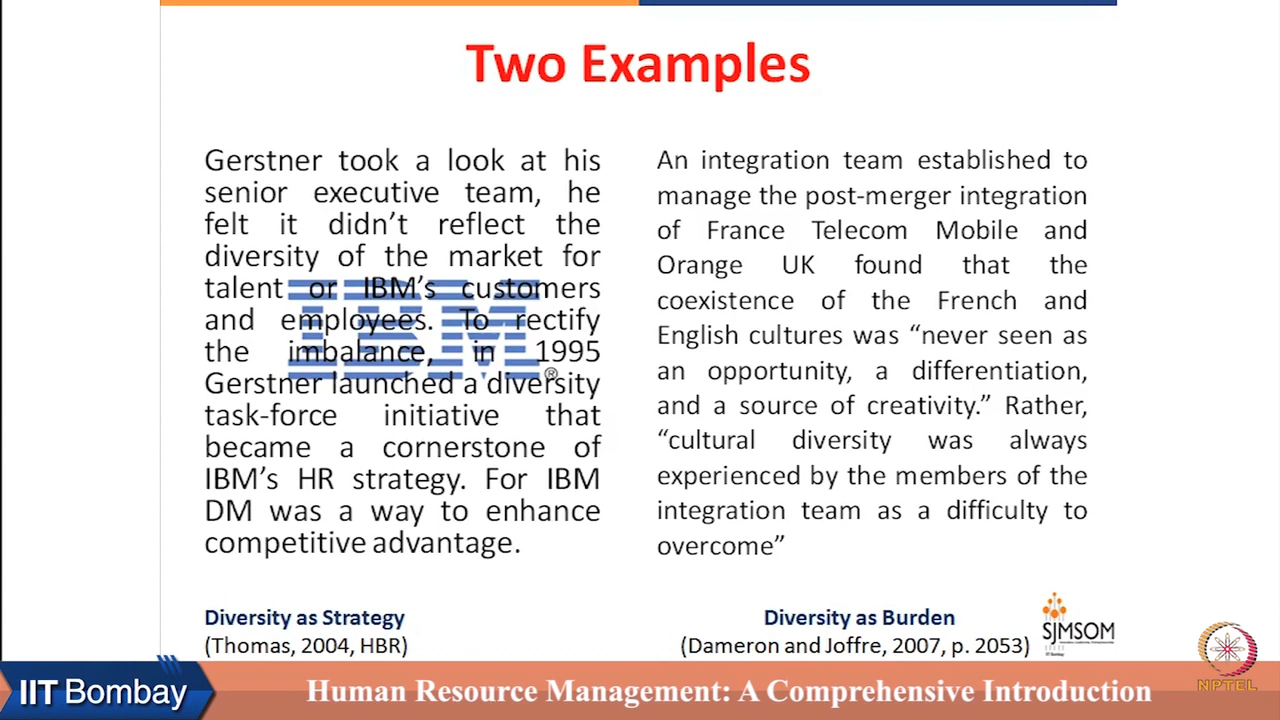 Two Examples
Gerstner took a look at his
senior executive team, he
felt it didn't reflect the
diversity of the market for
talent or IBM's customers
and employees. To rectify
the imbalance, in 1995
Gerstner launched a diversity
task-force initiative that
became a cornerstone of
IBM's HR strategy. For IBM
DM was a way to enhance
competitive advantage.
IBM®
Diversity as Strategy
(Thomas, 2004, HBR)
An integration team established to
manage the post-merger integration
of France Telecom Mobile and
Orange UK found that the
coexistence of the French and
English cultures was “never seen as
an opportunity, a differentiation,
and a source of creativity.” Rather,
“cultural diversity was always
experienced by the members of the
integration team as a difficulty to
overcome”
Diversity as Burden
(Dameron and Joffre, 2007, p. 2053)
SJMSOM
NPTEL
IIT Bombay
Human Resource Management: A Comprehensive Introduction